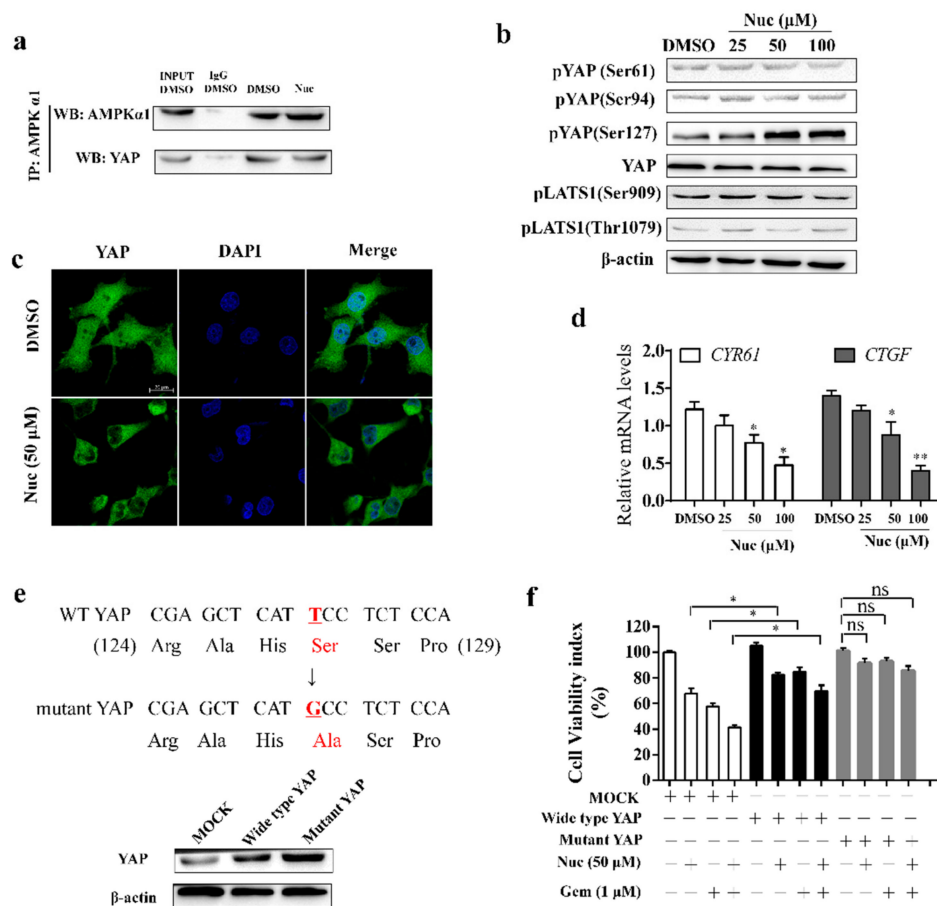 a
INPUT DMSO IgG DMSO DMSO Nuc
IP: AMPK α1
WB: AMPKα1
WB: YAP
b
Nuc (μM)
DMSO 25 50 100
pYAP (Ser61)
pYAP(Ser94)
pYAP(Ser127)
YAP
pLATS1(Ser909)
pLATS1(Thr1079)
β-actin
c
YAP DAPI Merge
DMSO
20 μm
Nuc (50 μM)
d
Relative mRNA levels
2.0
1.5
1.0
0.5
0.0
CYR61 CTGF
* * * **
DMSO 25 50 100 DMSO 25 50 100
Nuc (μM) Nuc (μM)
e
WT YAP CGA GCT CAT TCC TCT CCA
(124) Arg Ala His Ser Ser Pro (129)
↓
mutant YAP CGA GCT CAT GCC TCT CCA
Arg Ala His Ala Ser Pro
MOCK Wide type YAP Mutant YAP
YAP
β-actin
f
Cell Viability index (%)
120
100
80
60
40
20
0
* * * ns ns ns
MOCK + + + + — — — — — — — —
Wide type YAP — — — — + + + + — — — —
Mutant YAP — — — — — — — — + + + +
Nuc (50 μM) — + — + — + — + — + — +
Gem (1 μM) — — + + — — + + — — + +